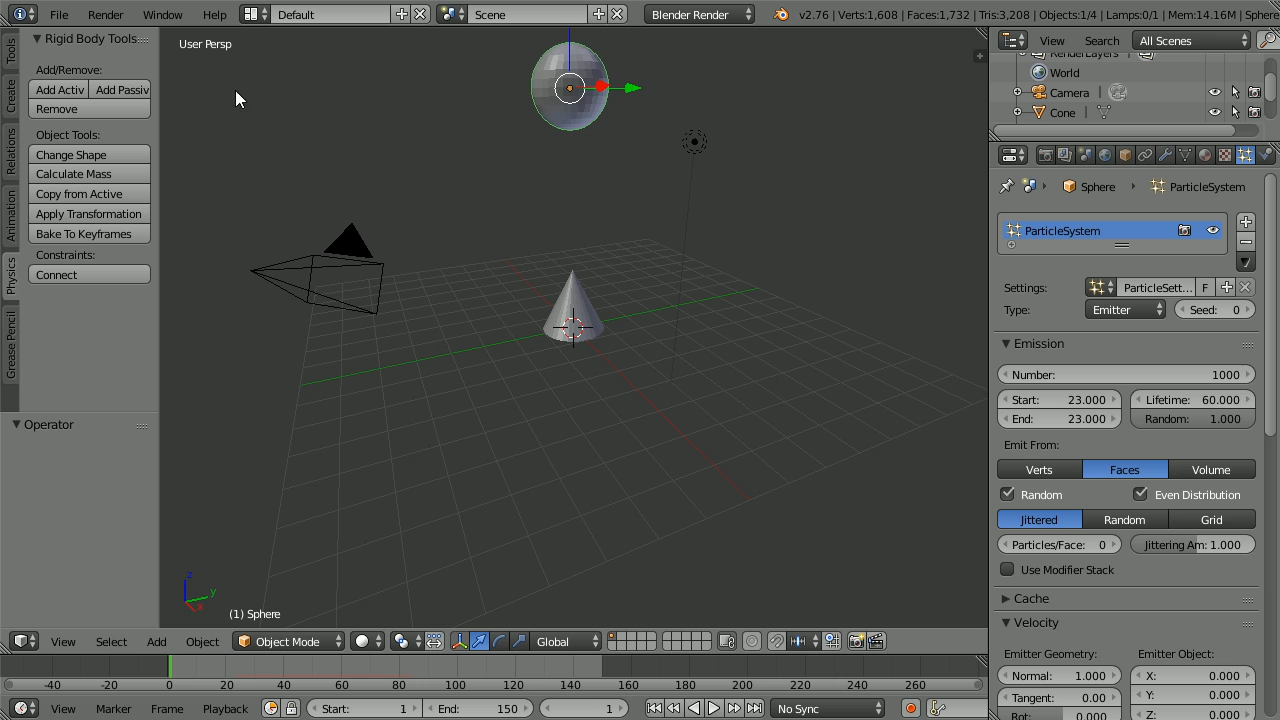 File Render Window Help Default Scene Blender Render v2.76 | Verts:1,608 | Faces:1,732 | Tris:3,208 | Objects:1/4 | Lamps:0/1 | Mem:14.16M | Sphere
Rigid Body Tools
Add/Remove:
Add Activ Add Passiv
Remove
Object Tools:
Change Shape
Calculate Mass
Copy from Active
Apply Transformation
Bake To Keyframes
Constraints:
Connect
Operator
Tools
Create
Relations
Animation
Physics
Grease Pencil
User Persp
z
y
x
(1) Sphere
View Search All Scenes
RenderLayers
World
Camera
Cone
Sphere ParticleSystem
ParticleSystem
Settings: ParticleSett... F
Type: Emitter Seed: 0
Emission
Number: 1000
Start: 23.000 Lifetime: 60.000
End: 23.000 Random: 1.000
Emit From:
Verts Faces Volume
Random Even Distribution
Jittered Random Grid
Particles/Face: 0 Jittering Am: 1.000
Use Modifier Stack
Cache
Velocity
Emitter Geometry: Emitter Object:
Normal: 1.000 X: 0.000
Tangent: 0.00 Y: 0.000
Rot: 0.000 Z: 0.000
View Select Add Object Object Mode Global
-40 -20 0 20 40 60 80 100 120 140 160 180 200 220 240 260
View Marker Frame Playback Start: 1 End: 150 1 No Sync